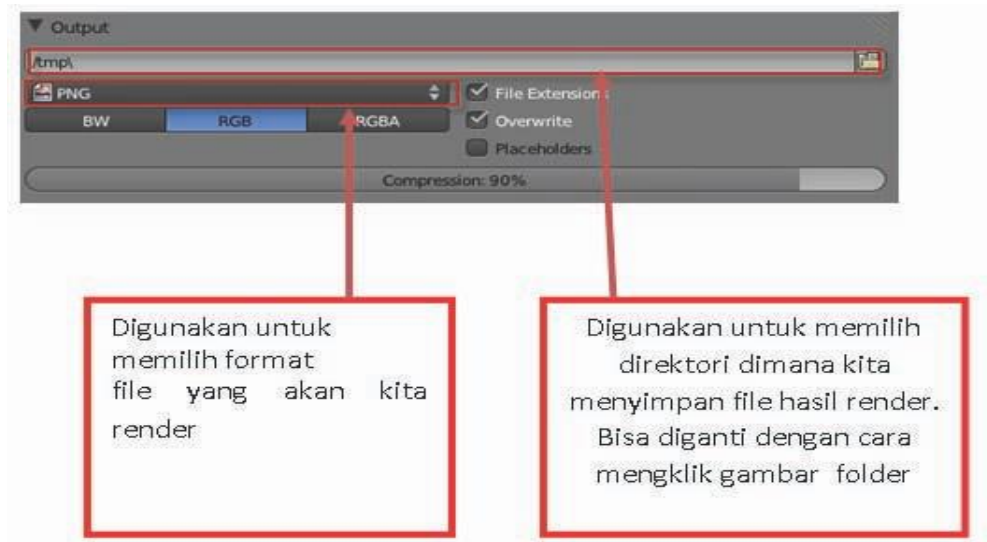 Output
/tmp\
PNG
File Extensions
BW RGB RGBA
Overwrite
Placeholders
Compression: 90%
Digunakan untuk
memilih format
file yang akan kita
render
Digunakan untuk memilih
direktori dimana kita
menyimpan file hasil render.
Bisa diganti dengan cara
mengklik gambar folder